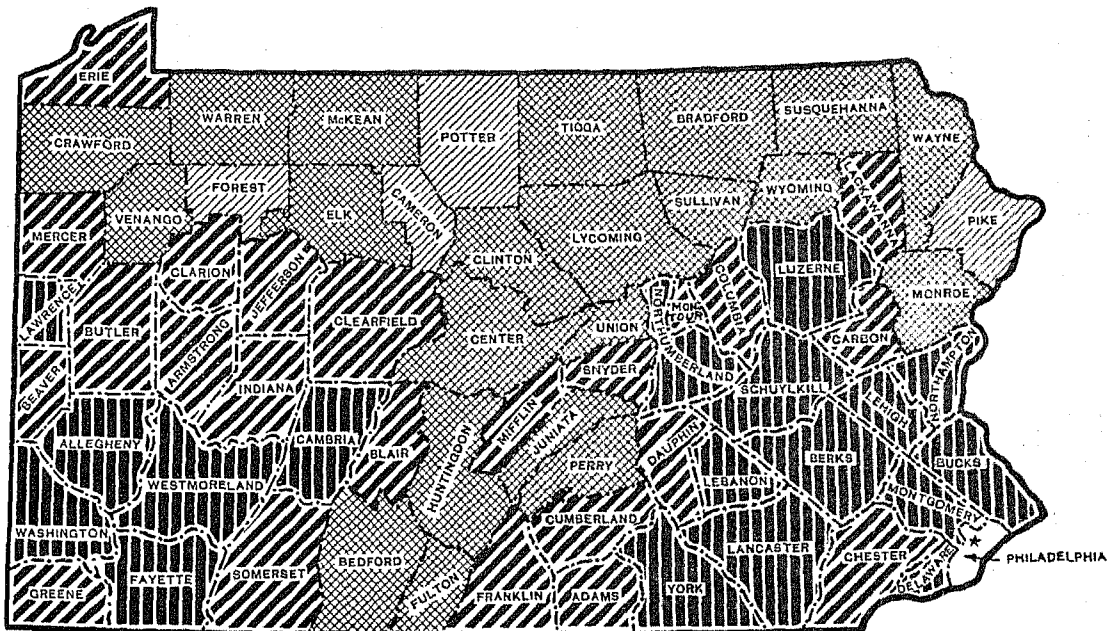 ERIE
CRAWFORD
WARREN
McKEAN
POTTER
TIOGA
BRADFORD
SUSQUEHANNA
WAYNE
MERCER
VENANGO
FOREST
ELK
CAMERON
CLINTON
LYCOMING
SULLIVAN
WYOMING
LACKAWANNA
PIKE
LAWRENCE
BUTLER
CLARION
JEFFERSON
CLEARFIELD
CENTER
UNION
NORTHUMBERLAND
MONTOUR
COLUMBIA
LUZERNE
MONROE
BEAVER
ARMSTRONG
INDIANA
SNYDER
MIFFLIN
JUNIATA
SCHUYLKILL
CARBON
NORTHAMPTON
LEHIGH
ALLEGHENY
WESTMORELAND
CAMBRIA
BLAIR
HUNTINGDON
PERRY
DAUPHIN
LEBANON
BERKS
BUCKS
MONTGOMERY
WASHINGTON
FAYETTE
SOMERSET
BEDFORD
FULTON
CUMBERLAND
LANCASTER
CHESTER
DELAWARE
PHILADELPHIA
GREENE
FRANKLIN
ADAMS
YORK